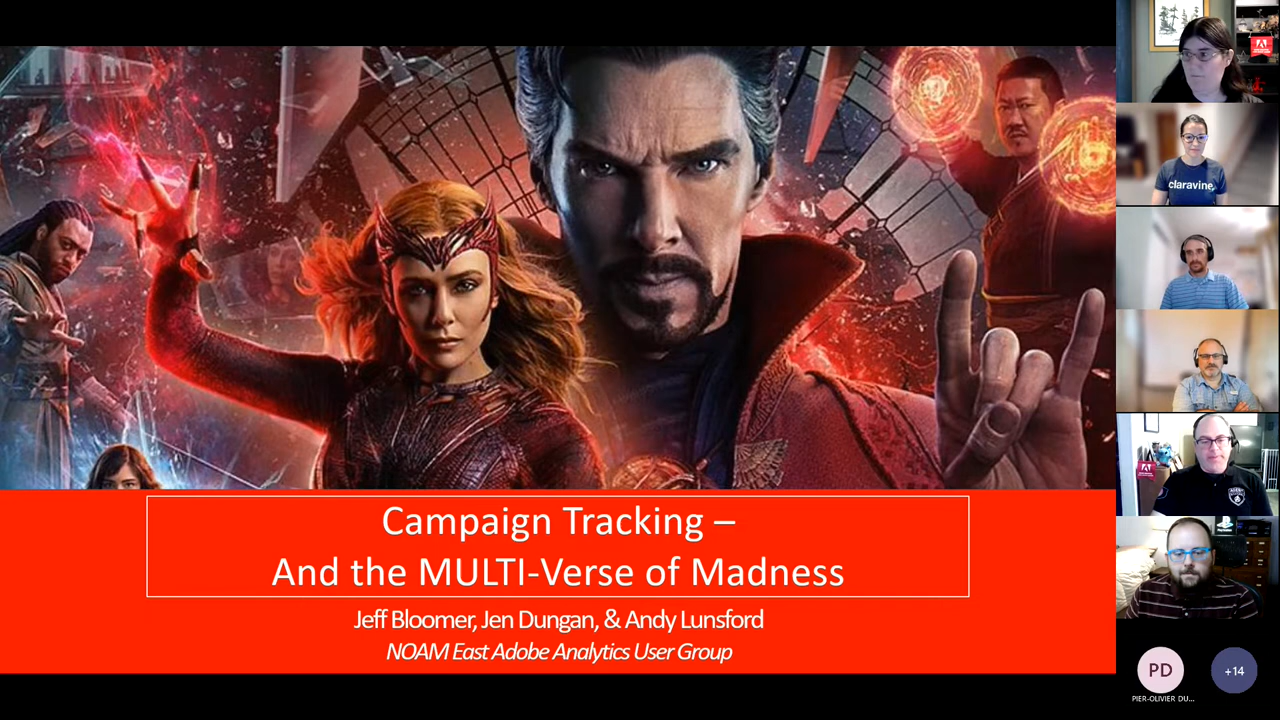 Campaign Tracking –
And the MULTI-Verse of Madness
Jeff Bloomer, Jen Dungan, & Andy Lunsford
NOAM East Adobe Analytics User Group
claravine
PD
PIER-OLIVIER DU...
+14